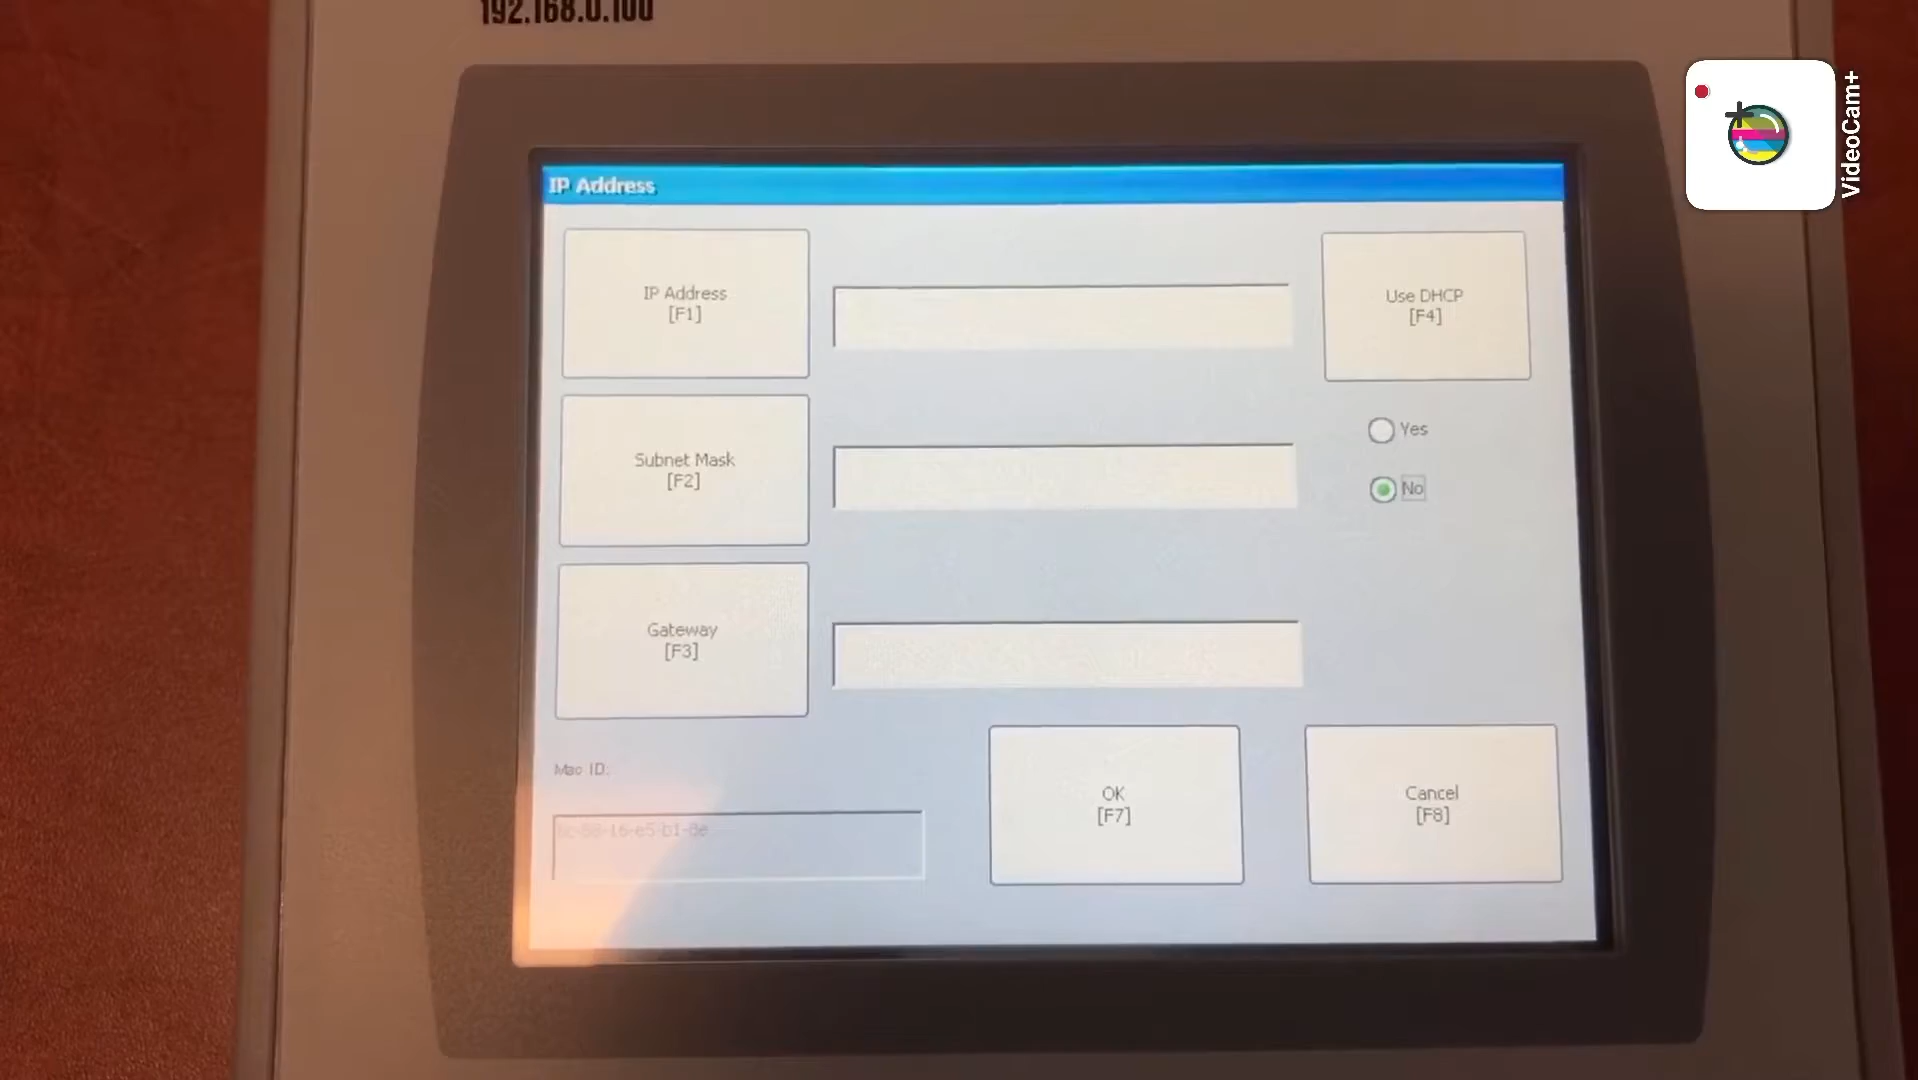 192.168.0.100
VideoCam+
IP Address
IP Address
[F1]
Use DHCP
[F4]
Yes
No
Subnet Mask
[F2]
Gateway
[F3]
Mac ID:
OK
[F7]
Cancel
[F8]